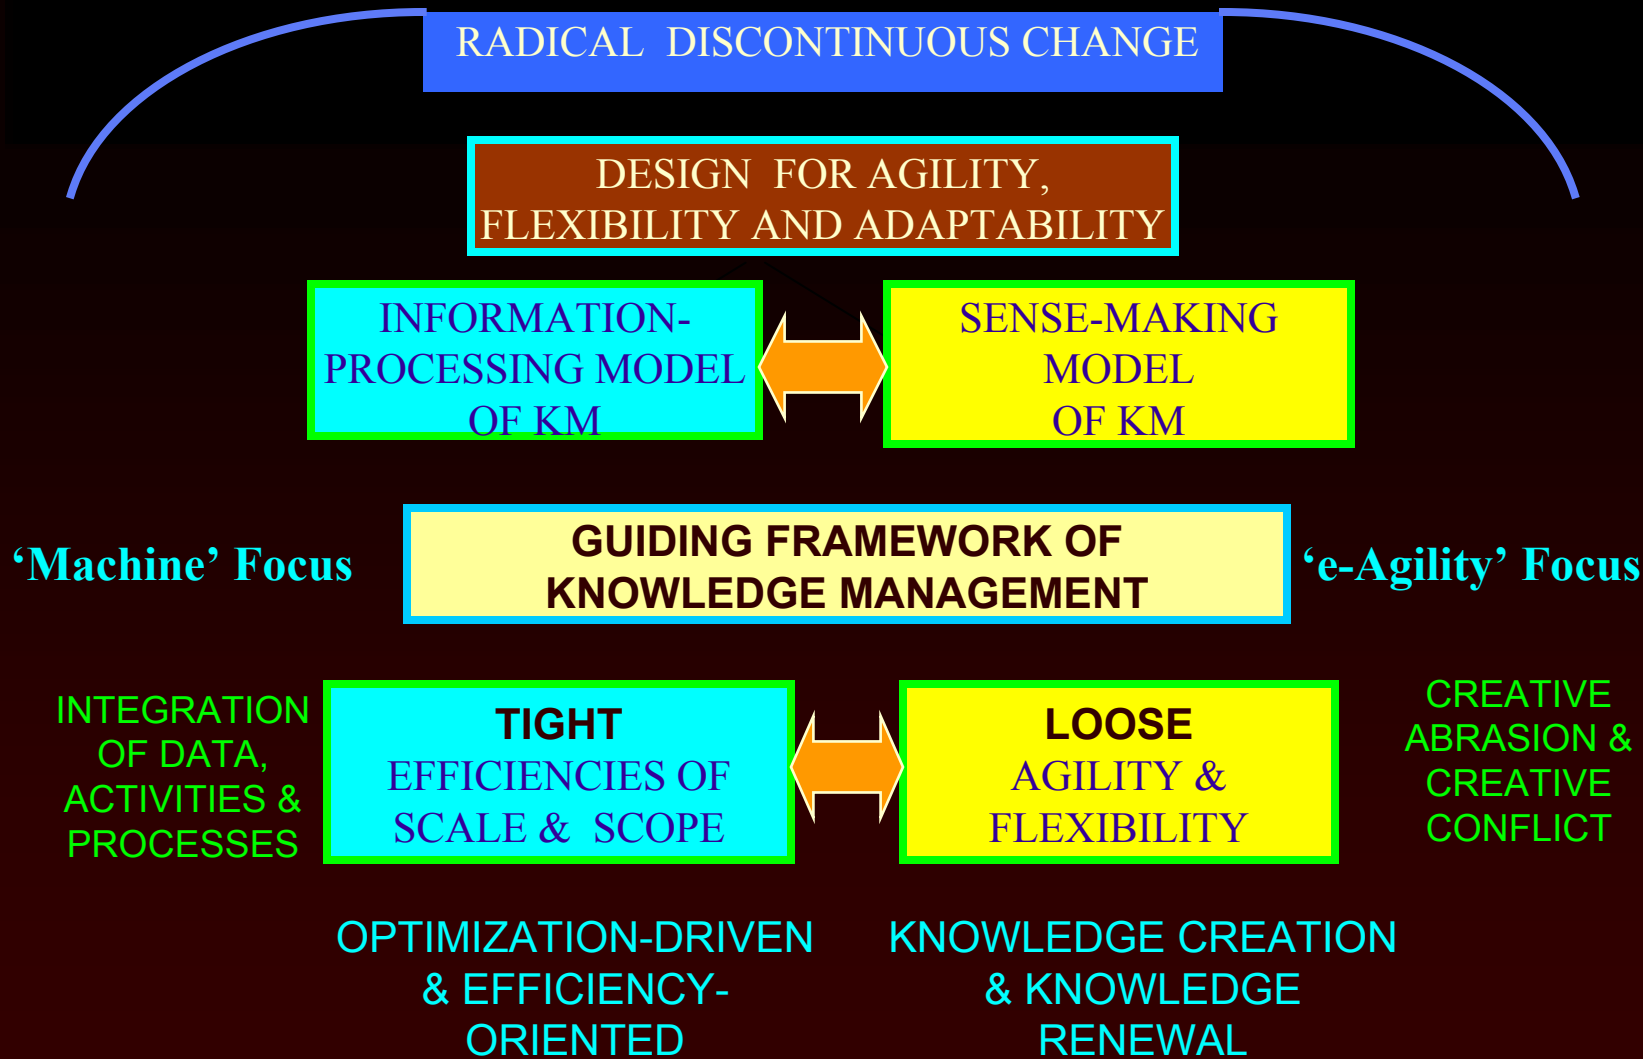 RADICAL DISCONTINUOUS CHANGE
DESIGN FOR AGILITY,
FLEXIBILITY AND ADAPTABILITY
INFORMATION-
PROCESSING MODEL
OF KM
SENSE-MAKING
MODEL
OF KM
‘Machine’ Focus
GUIDING FRAMEWORK OF
KNOWLEDGE MANAGEMENT
‘e-Agility’ Focus
INTEGRATION
OF DATA,
ACTIVITIES &
PROCESSES
TIGHT
EFFICIENCIES OF
SCALE & SCOPE
LOOSE
AGILITY &
FLEXIBILITY
CREATIVE
ABRASION &
CREATIVE
CONFLICT
OPTIMIZATION-DRIVEN
& EFFICIENCY-
ORIENTED
KNOWLEDGE CREATION
& KNOWLEDGE
RENEWAL